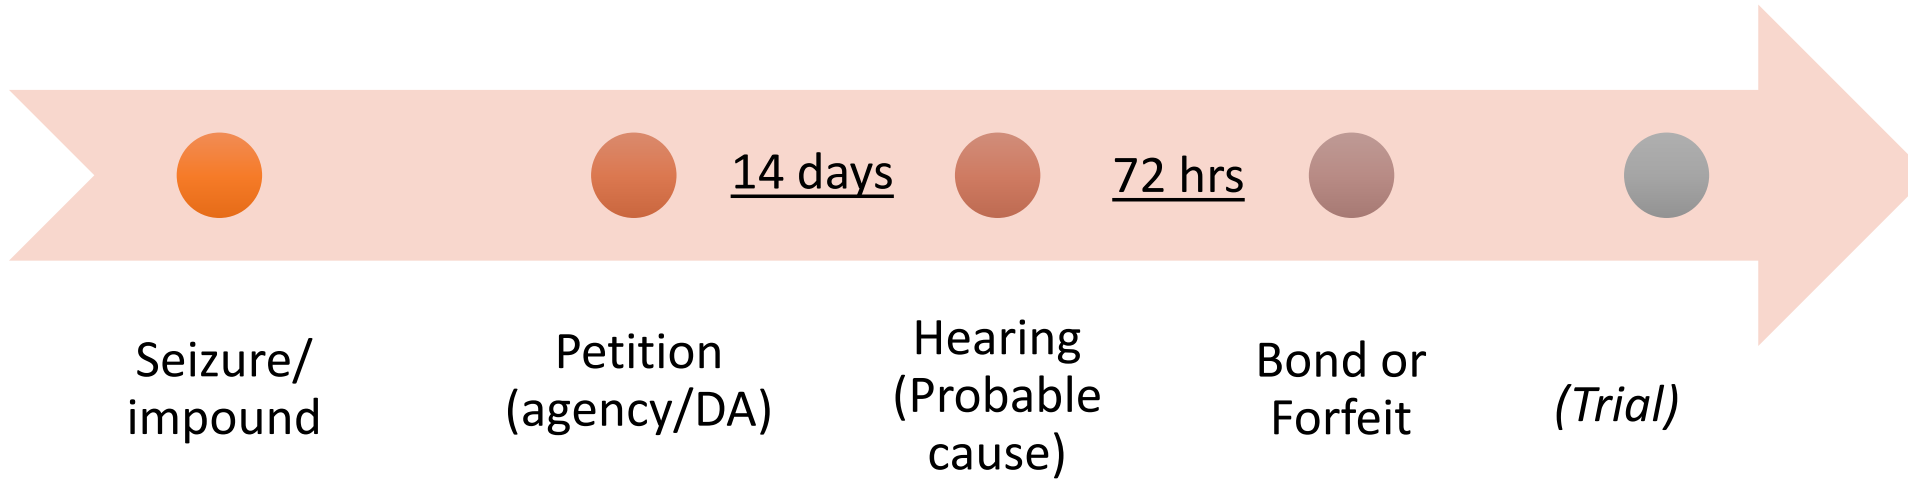 14 days
72 hrs
Seizure/
impound
Petition
(agency/DA)
Hearing
(Probable
cause)
Bond or
Forfeit
(Trial)